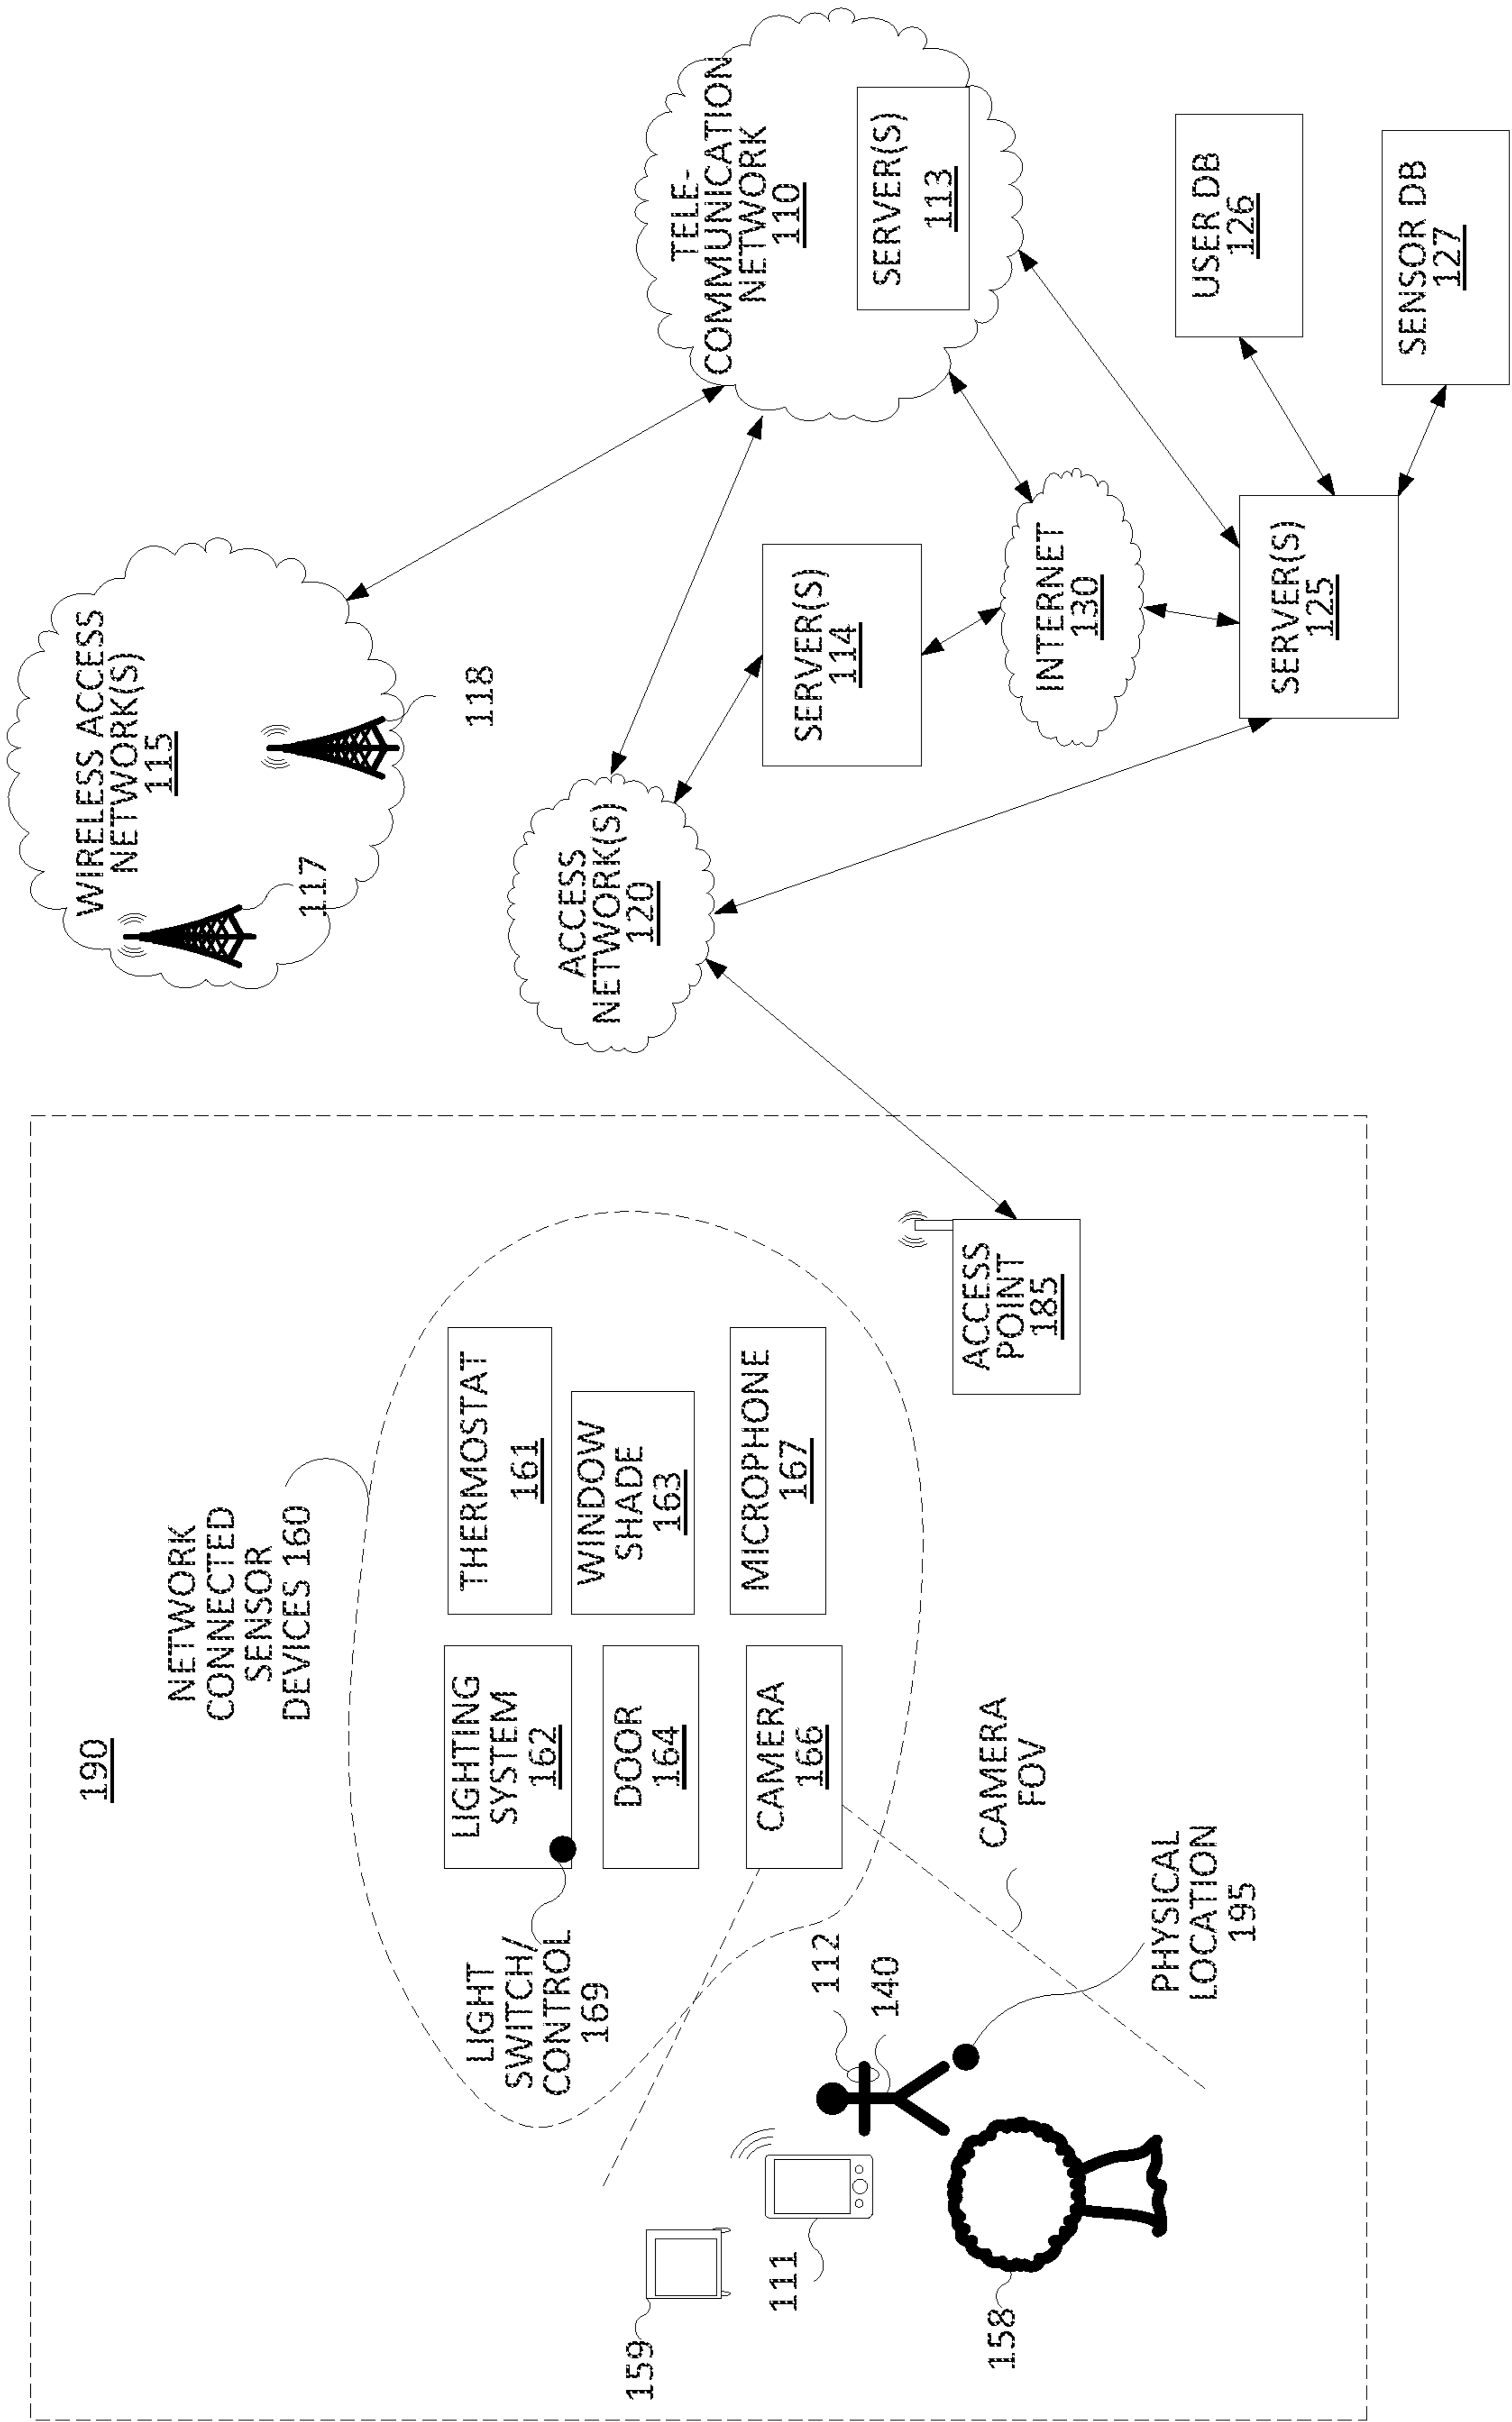 190
NETWORK
CONNECTED
SENSOR
DEVICES 160
LIGHTING
SYSTEM
162
THERMOSTAT
161
DOOR
164
WINDOW
SHADE
163
CAMERA
166
MICROPHONE
167
LIGHT
SWITCH/
CONTROL
169
159
111
112
140
158
CAMERA
FOV
PHYSICAL
LOCATION
195
ACCESS
POINT
185
WIRELESS ACCESS
NETWORK(S)
115
117
118
ACCESS
NETWORK(S)
120
TELE-
COMMUNICATION
NETWORK
110
SERVER(S)
113
SERVER(S)
114
INTERNET
130
SERVER(S)
125
USER DB
126
SENSOR DB
127